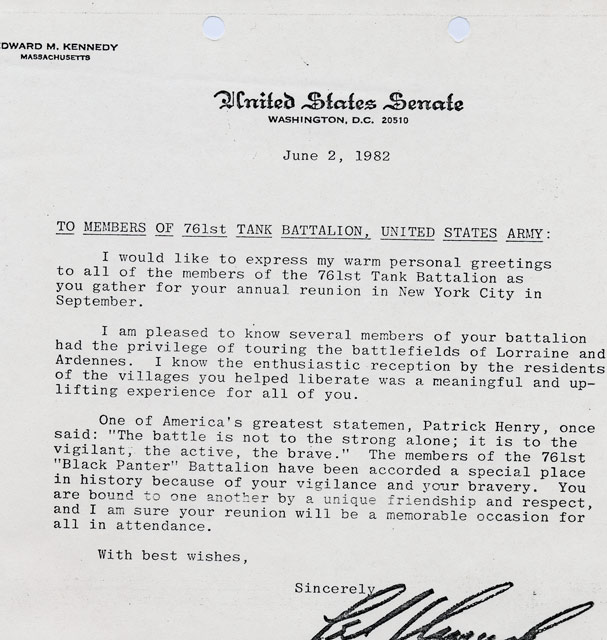 EDWARD M. KENNEDY
MASSACHUSETTS
United States Senate
WASHINGTON, D.C. 20510
June 2, 1982
TO MEMBERS OF 761st TANK BATTALION, UNITED STATES ARMY:
I would like to express my warm personal greetings
to all of the members of the 761st Tank Battalion as
you gather for your annual reunion in New York City in
September.
I am pleased to know several members of your battalion
had the privilege of touring the battlefields of Lorraine and
Ardennes. I know the enthusiastic reception by the residents
of the villages you helped liberate was a meaningful and up-
lifting experience for all of you.
One of America's greatest statemen, Patrick Henry, once
said: "The battle is not to the strong alone; it is to the
vigilant, the active, the brave." The members of the 761st
"Black Panter" Battalion have been accorded a special place
in history because of your vigilance and your bravery. You
are bound to one another by a unique friendship and respect,
and I am sure your reunion will be a memorable occasion for
all in attendance.
With best wishes,
Sincerely,